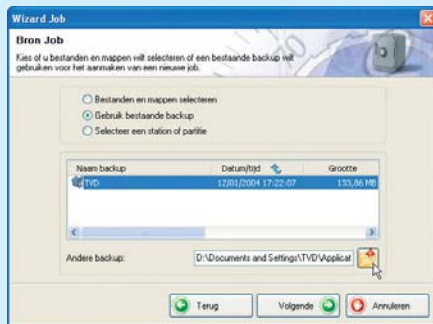 Wizard Job
Bron Job
Kies of u bestanden en mappen wilt selecteren of een bestaande backup wilt
gebruiken voor het aanmaken van een nieuwe job.
Bestanden en mappen selecteren
Gebruik bestaande backup
Selecteer een station of partitie
Naam backup Datum/tijd Grootte
TVD 12/01/2004 17:22:07 133,86 MB
Andere backup: D:\Documents and Settings\TVD\Applicat
Terug Volgende Annuleren